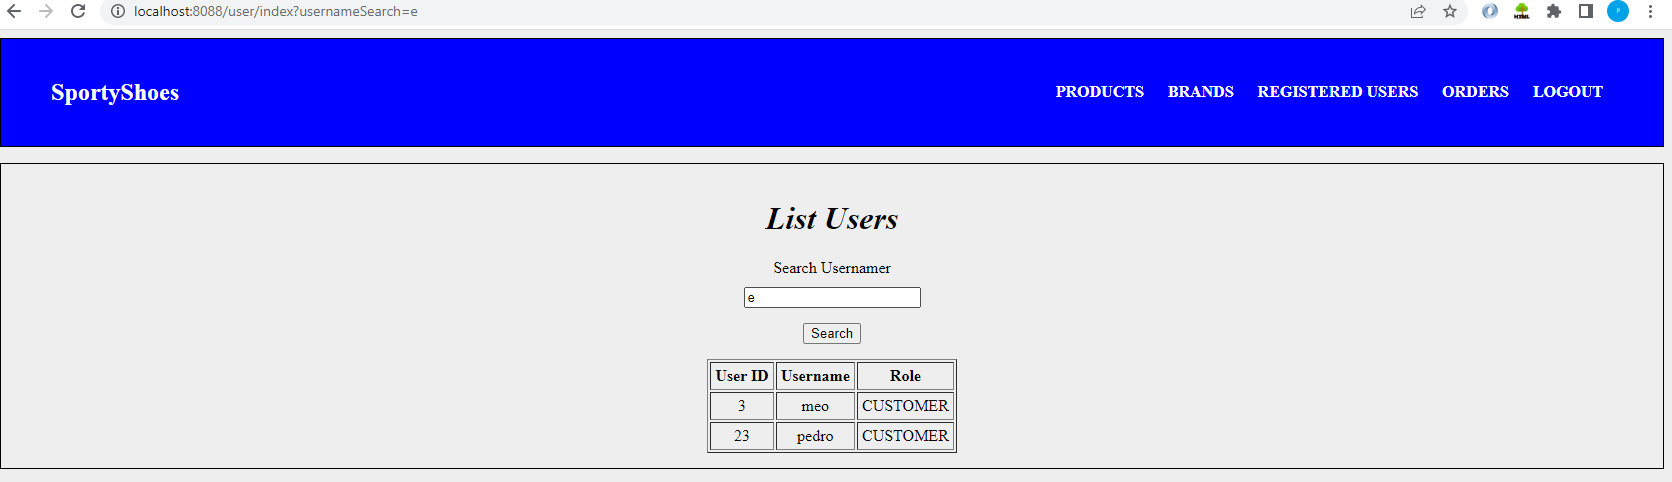 localhost:8088/user/index?usernameSearch=e
SportyShoes PRODUCTS BRANDS REGISTERED USERS ORDERS LOGOUT
List Users
Search Usernamer
e
Search
User ID Username Role
3 meo CUSTOMER
23 pedro CUSTOMER